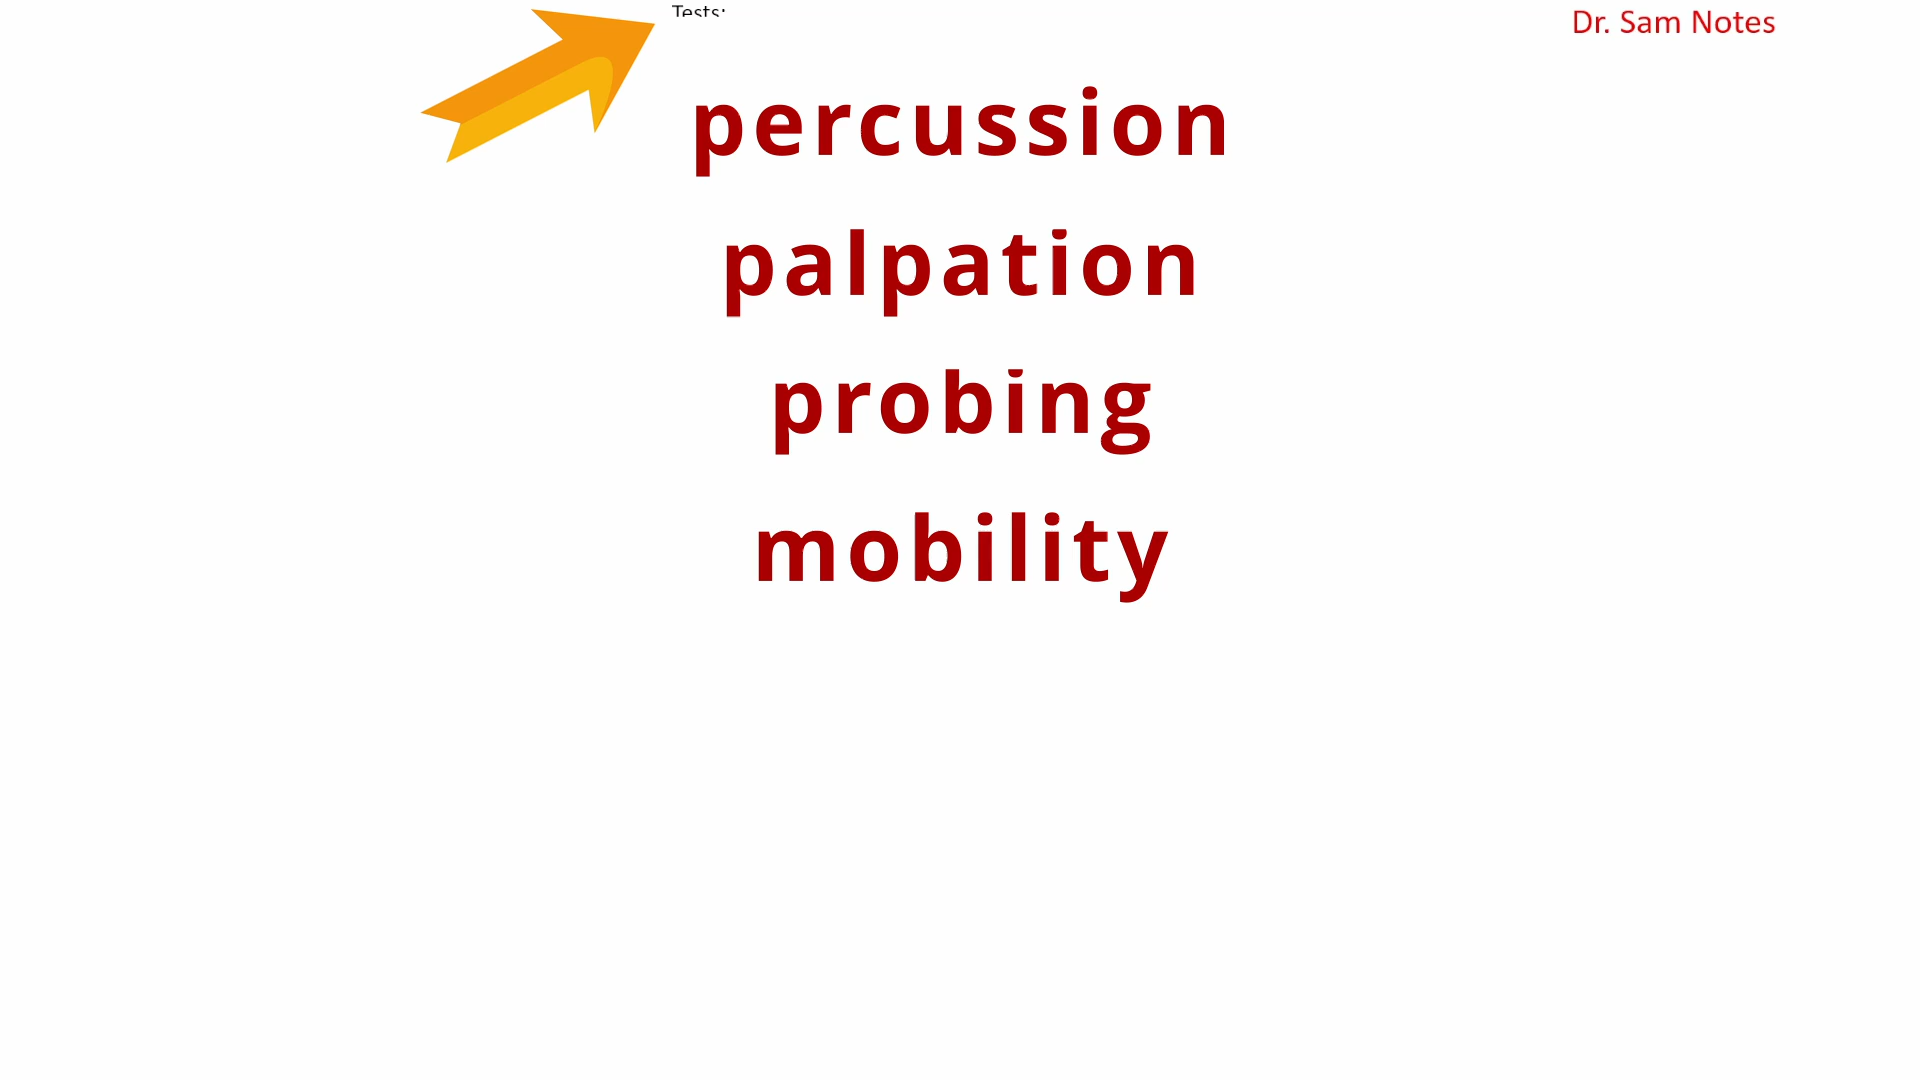 Tests:
Dr. Sam Notes
percussion
palpation
probing
mobility